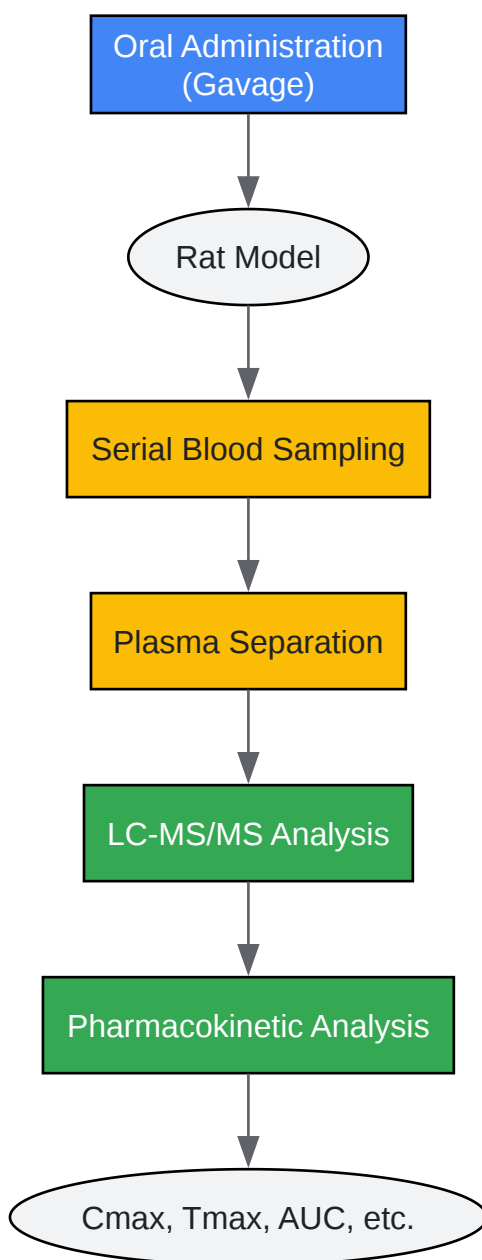 Oral Administration
(Gavage)
Rat Model
Serial Blood Sampling
Plasma Separation
LC-MS/MS Analysis
Pharmacokinetic Analysis
Cmax, Tmax, AUC, etc.